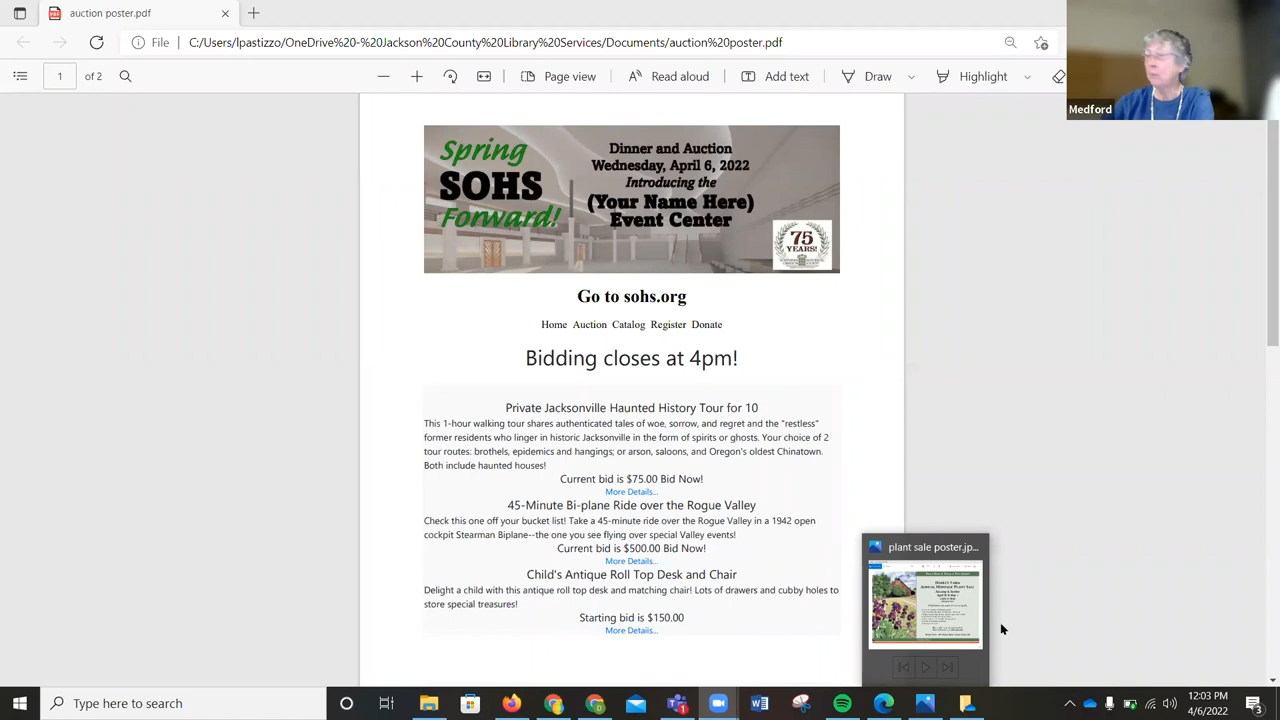 auction poster.pdf
File
C:/Users/lpastizzo/OneDrive%20-%20Jackson%20County%20Library%20Services/Documents/auction%20poster.pdf
1
of 2
Page view
Read aloud
Add text
Draw
Highlight
Medford
Spring
SOHS
Forward!
Dinner and Auction
Wednesday, April 6, 2022
Introducing the
(Your Name Here)
Event Center
75
YEARS!
Go to sohs.org
Home Auction Catalog Register Donate
Bidding closes at 4pm!
Private Jacksonville Haunted History Tour for 10
This 1-hour walking tour shares authenticated tales of woe, sorrow, and regret and the "restless"
former residents who linger in historic Jacksonville in the form of spirits or ghosts. Your choice of 2
tour routes: brothels, epidemics and hangings; or arson, saloons, and Oregon's oldest Chinatown.
Both include haunted houses!
Current bid is $75.00 Bid Now!
More Details...
45-Minute Bi-plane Ride over the Rogue Valley
Check this one off your bucket list! Take a 45-minute ride over the Rogue Valley in a 1942 open
cockpit Stearman Biplane--the one you see flying over special Valley events!
Current bid is $500.00 Bid Now!
More Details...
Child's Antique Roll Top Desk and Chair
Delight a child with this antique roll top desk and matching chair! Lots of drawers and cubby holes to
store special treasures!
Starting bid is $150.00
More Details...
plant sale poster.jp...
Type here to search
12:03 PM
4/6/2022
3